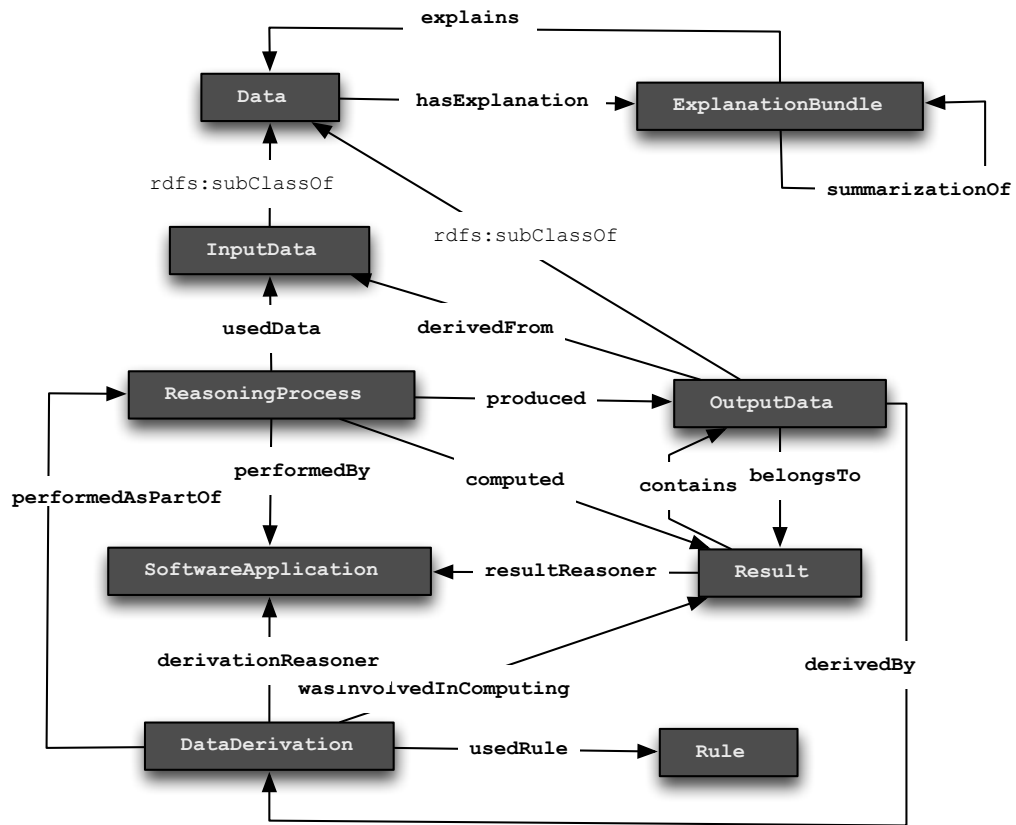 explains
Data
hasExplanation
ExplanationBundle
rdfs:subClassOf
summarizationOf
rdfs:subClassOf
InputData
usedData
derivedFrom
ReasoningProcess
produced
OutputData
performedBy
computed
contains
belongsTo
performedAsPartOf
SoftwareApplication
resultReasoner
Result
derivationReasoner
derivedBy
wasInvolvedInComputing
DataDerivation
usedRule
Rule